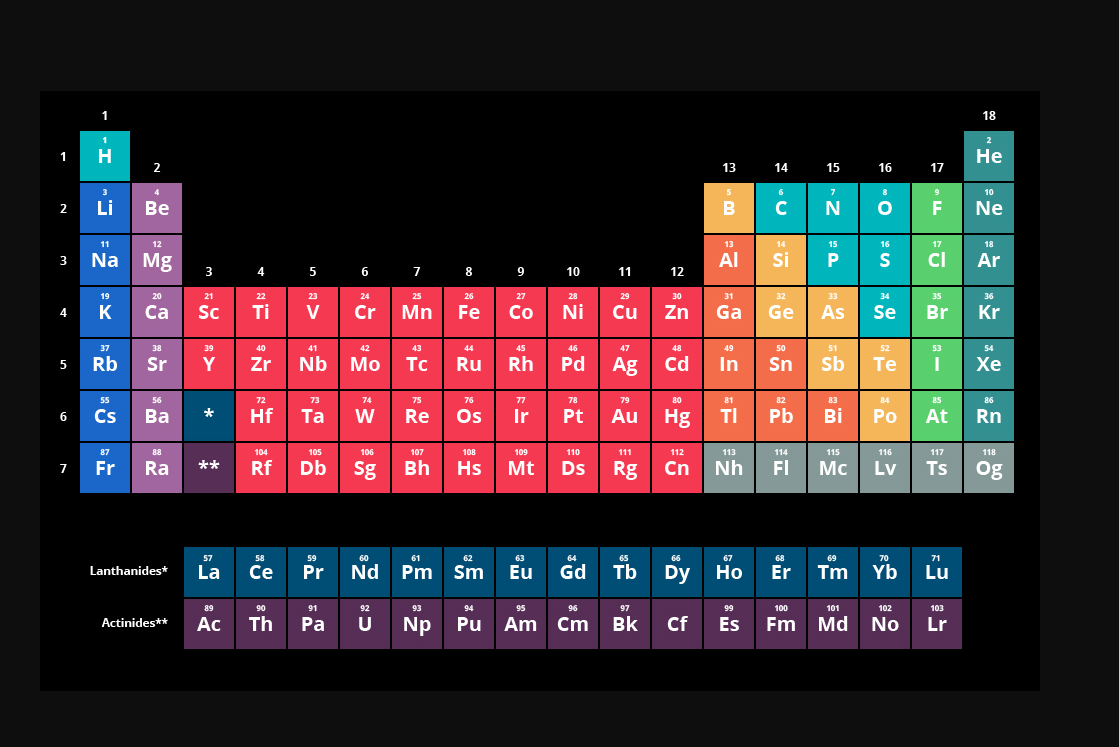 1 18
1 2
1 H He
2 13 14 15 16 17
3 4 5 6 7 8 9 10
2 Li Be B C N O F Ne
11 12 13 14 15 16 17 18
3 Na Mg Al Si P S Cl Ar
3 4 5 6 7 8 9 10 11 12
19 20 21 22 23 24 25 26 27 28 29 30 31 32 33 34 35 36
4 K Ca Sc Ti V Cr Mn Fe Co Ni Cu Zn Ga Ge As Se Br Kr
37 38 39 40 41 42 43 44 45 46 47 48 49 50 51 52 53 54
5 Rb Sr Y Zr Nb Mo Tc Ru Rh Pd Ag Cd In Sn Sb Te I Xe
55 56 72 73 74 75 76 77 78 79 80 81 82 83 84 85 86
6 Cs Ba * Hf Ta W Re Os Ir Pt Au Hg Tl Pb Bi Po At Rn
87 88 104 105 106 107 108 109 110 111 112 113 114 115 116 117 118
7 Fr Ra ** Rf Db Sg Bh Hs Mt Ds Rg Cn Nh Fl Mc Lv Ts Og
57 58 59 60 61 62 63 64 65 66 67 68 69 70 71
Lanthanides* La Ce Pr Nd Pm Sm Eu Gd Tb Dy Ho Er Tm Yb Lu
89 90 91 92 93 94 95 96 97 99 100 101 102 103
Actinides** Ac Th Pa U Np Pu Am Cm Bk Cf Es Fm Md No Lr